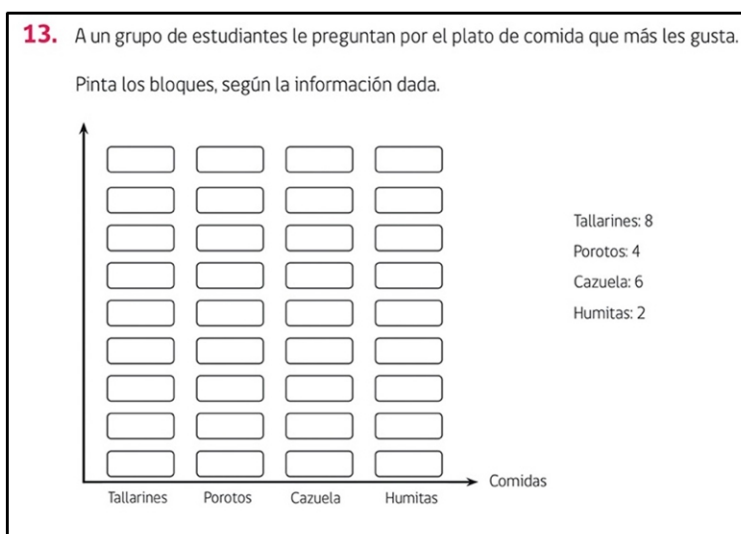 13. A un grupo de estudiantes le preguntan por el plato de comida que más les gusta.
Pinta los bloques, según la información dada.
Tallarines: 8
Porotos: 4
Cazuela: 6
Humitas: 2
Comidas
Tallarines Porotos Cazuela Humitas